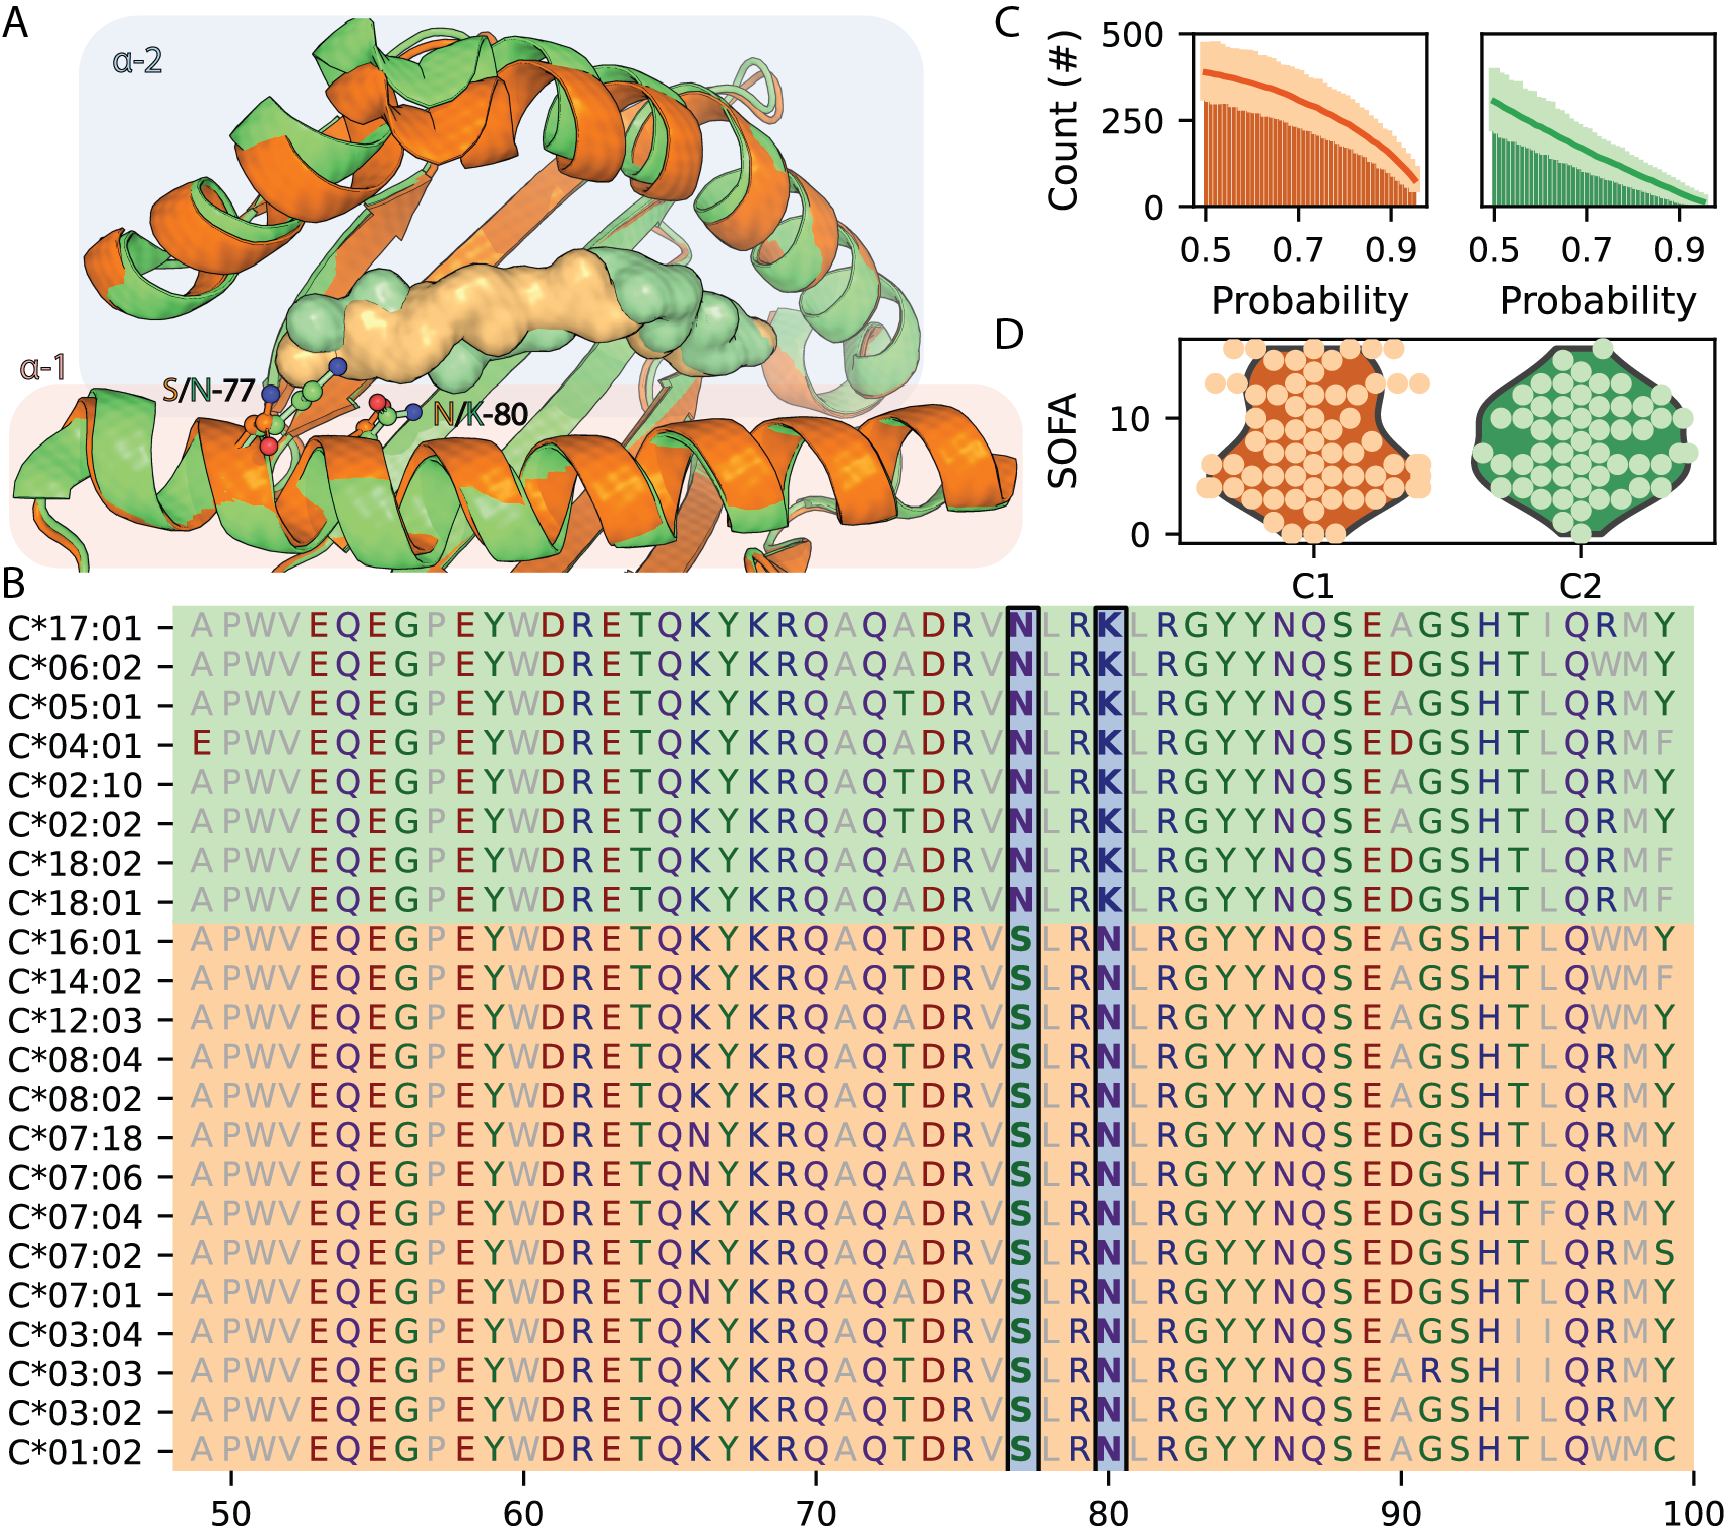 A
α-2
α-1
S/N-77
N/K-80
C
500
250
0
Count (#)
0.5 0.7 0.9
0.5 0.7 0.9
Probability
Probability
D
SOFA
10
0
C1 C2
B
C*17:01 APWVEQEGPEYWDRETQKYKRQAQADRVNLRKLRGYYNQSEAGSHTIQRMY
C*06:02 APWVEQEGPEYWDRETQKYKRQAQADRVNLRKLRGYYNQSEDGSHTLQWMY
C*05:01 APWVEQEGPEYWDRETQKYKRQAQTDRVNLRKLRGYYNQSEAGSHTLQRMY
C*04:01 EPWVEQEGPEYWDRETQKYKRQAQADRVNLRKLRGYYNQSEDGSHTLQRMF
C*02:10 APWVEQEGPEYWDRETQKYKRQAQTDRVNLRKLRGYYNQSEAGSHTLQRMY
C*02:02 APWVEQEGPEYWDRETQKYKRQAQTDRVNLRKLRGYYNQSEAGSHTLQRMY
C*18:02 APWVEQEGPEYWDRETQKYKRQAQADRVNLRKLRGYYNQSEDGSHTLQRMF
C*18:01 APWVEQEGPEYWDRETQKYKRQAQADRVNLRKLRGYYNQSEDGSHTLQRMF
C*16:01 APWVEQEGPEYWDRETQKYKRQAQTDRVSLRNLRGYYNQSEAGSHTLQWMY
C*14:02 APWVEQEGPEYWDRETQKYKRQAQTDRVSLRNLRGYYNQSEAGSHTLQWMF
C*12:03 APWVEQEGPEYWDRETQKYKRQAQADRVSLRNLRGYYNQSEAGSHTLQWMY
C*08:04 APWVEQEGPEYWDRETQKYKRQAQTDRVSLRNLRGYYNQSEAGSHTLQRMY
C*08:02 APWVEQEGPEYWDRETQKYKRQAQTDRVSLRNLRGYYNQSEAGSHTLQRMY
C*07:18 APWVEQEGPEYWDRETQNYKRQAQADRVSLRNLRGYYNQSEDGSHTLQRMY
C*07:06 APWVEQEGPEYWDRETQNYKRQAQADRVSLRNLRGYYNQSEDGSHTLQRMY
C*07:04 APWVEQEGPEYWDRETQKYKRQAQADRVSLRNLRGYYNQSEDGSHTFQRMY
C*07:02 APWVEQEGPEYWDRETQKYKRQAQADRVSLRNLRGYYNQSEDGSHTLQRMS
C*07:01 APWVEQEGPEYWDRETQNYKRQAQADRVSLRNLRGYYNQSEDGSHTLQRMY
C*03:04 APWVEQEGPEYWDRETQKYKRQAQTDRVSLRNLRGYYNQSEAGSHIIQRMY
C*03:03 APWVEQEGPEYWDRETQKYKRQAQTDRVSLRNLRGYYNQSEARSHIIQRMY
C*03:02 APWVEQEGPEYWDRETQKYKRQAQTDRVSLRNLRGYYNQSEAGSHILQRMY
C*01:02 APWVEQEGPEYWDRETQKYKRQAQTDRVSLRNLRGYYNQSEAGSHTLQWMC
50 60 70 80 90 100